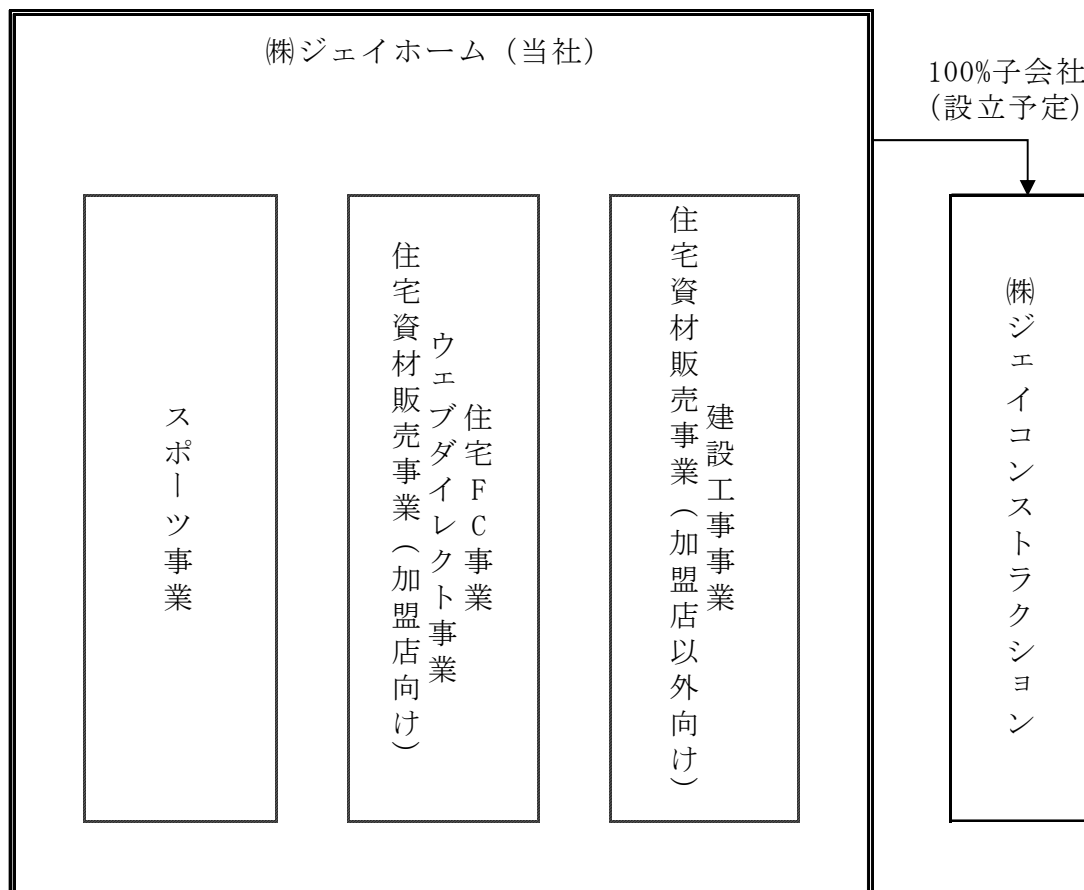 ㈱ジェイホーム（当社）
100%子会社
(設立予定)
スポーツ事業
住宅FC事業
ウェブダイレクト事業
住宅資材販売事業（加盟店向け）
建設工事事業
住宅資材販売事業（加盟店以外向け）
㈱ジェイコンストラクション